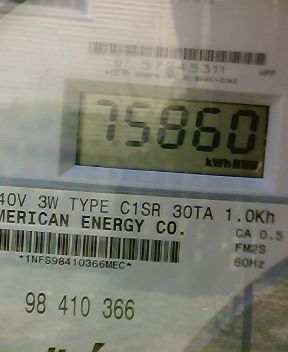 75860
kWh
40V 3W TYPE C1SR 30TA 1.0Kh
MERICAN ENERGY CO.
CA 0.5
FM2S
60Hz
*1NFS98410366MEC*
98 410 366